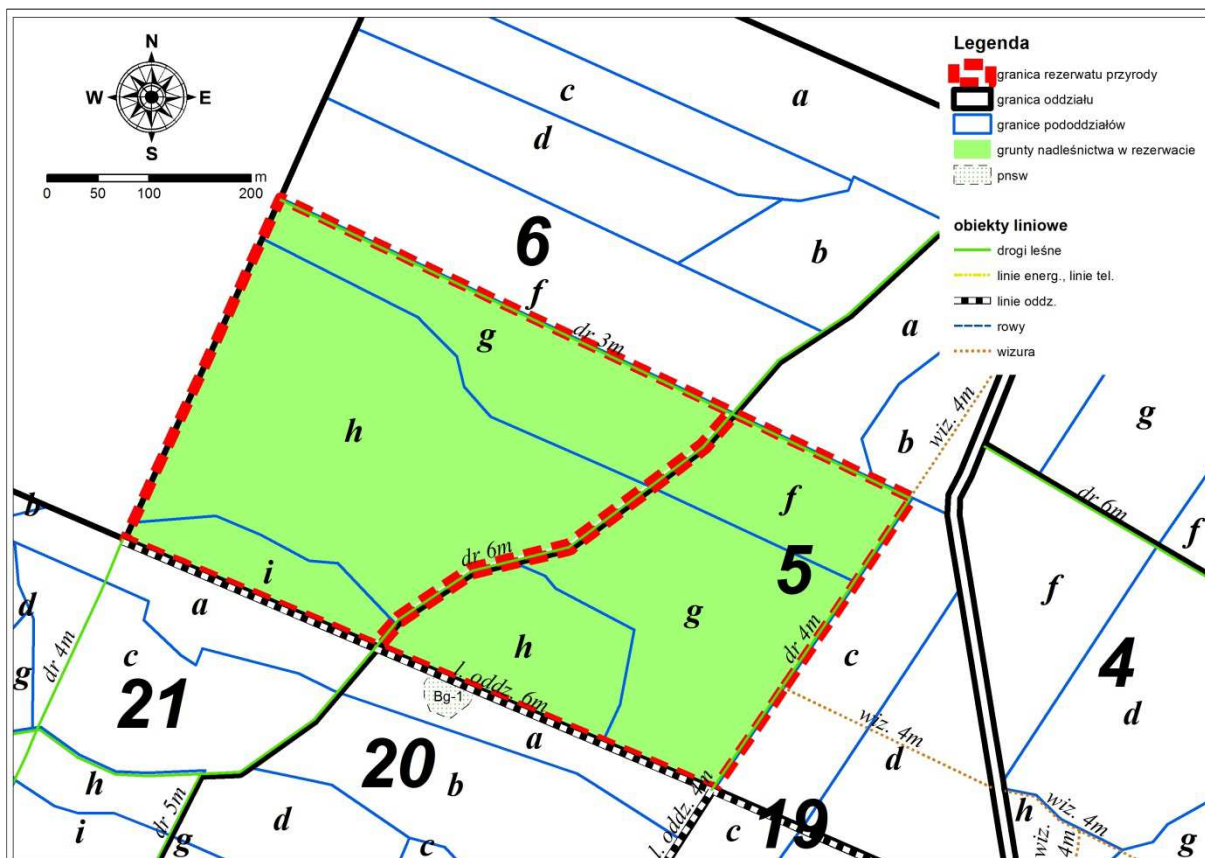 N
W
E
S
0
50
100
200
m
Legenda
granica rezerwatu przyrody
granica oddziału
granice pododdziałów
grunty nadleśnictwa w rezerwacie
pnsw
obiekty liniowe
drogi leśne
linie energ., linie tel.
linie oddz.
rowy
wizura
c
a
d
6
b
f
dr 3m
g
a
h
b
wiz. 4m
g
dr 6m
f
f
5
b
dr 6m
i
g
f
d
a
h
dr 4m
c
4
dr 4m
c
g
21
l. oddz. 6m
Bg-1
a
wiz. 4m
d
d
20
b
h
dr 5m
i
g
d
c
l. oddz. 4m
c
19
h
wiz. 4m
wiz.
4m
g